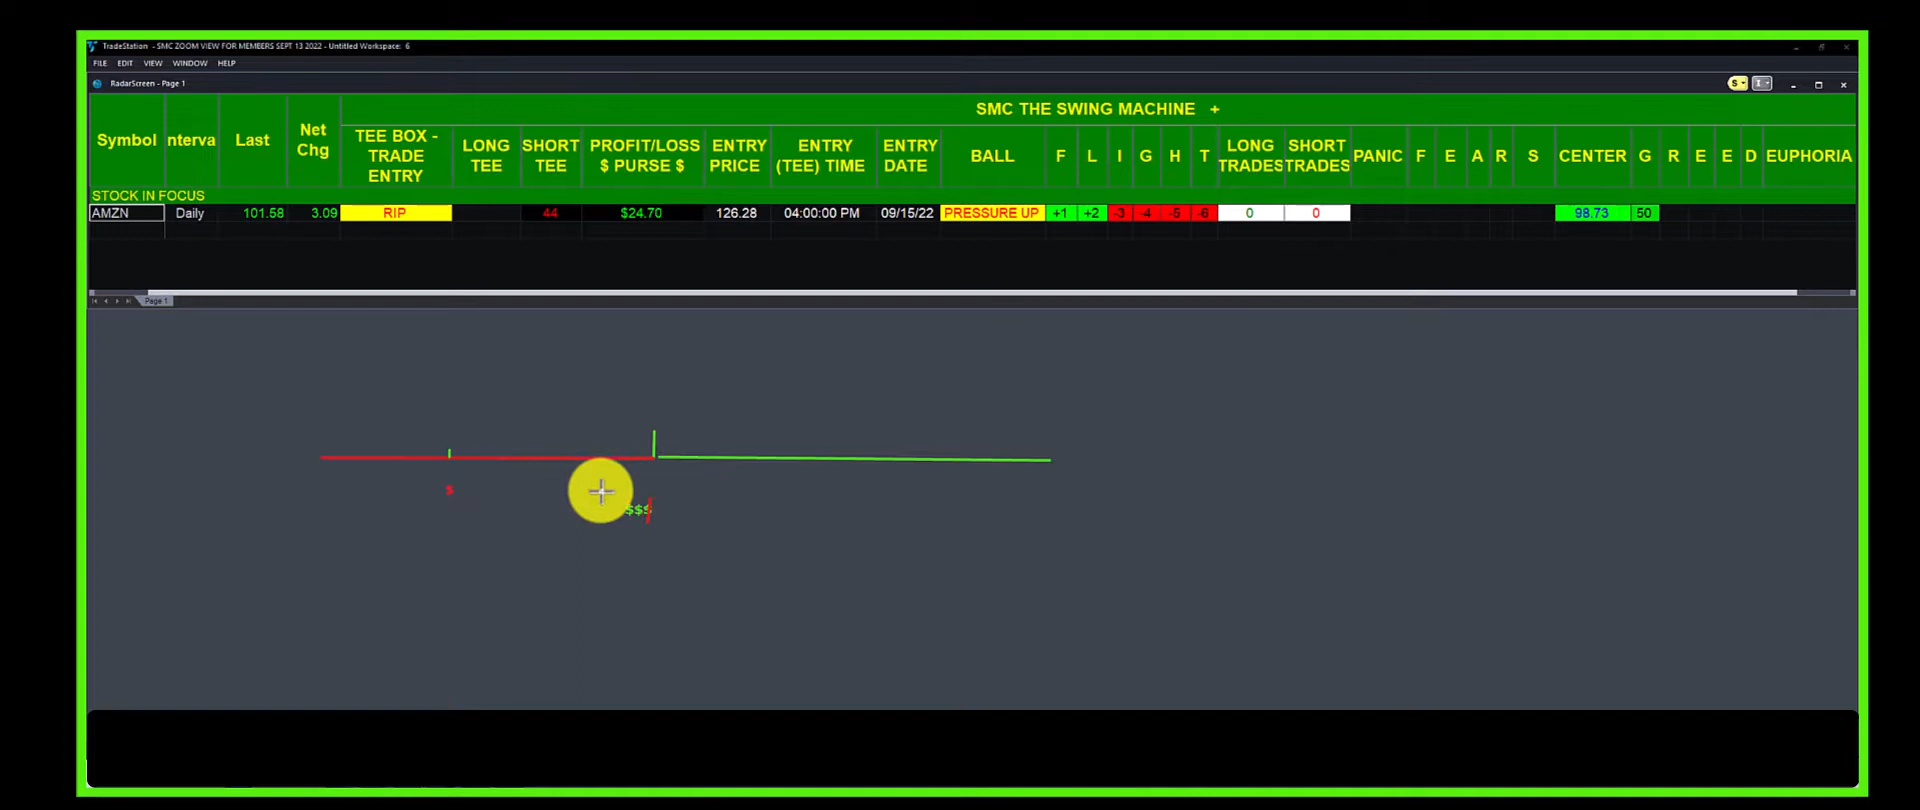 TradeStation - SMC ZOOM VIEW FOR MEMBERS SEPT 13 2022 - Untitled Workspace: 6
FILE EDIT VIEW WINDOW HELP
RadarScreen - Page 1
S
I
SMC THE SWING MACHINE +
Symbol nterva Last Net Chg TEE BOX - TRADE ENTRY LONG TEE SHORT TEE PROFIT/LOSS $ PURSE $ ENTRY PRICE ENTRY (TEE) TIME ENTRY DATE BALL F L I G H T LONG TRADES SHORT TRADES PANIC F E A R S CENTER G R E E D EUPHORIA
STOCK IN FOCUS
AMZN Daily 101.58 3.09 RIP 44 $24.70 126.28 04:00:00 PM 09/15/22 PRESSURE UP +1 +2 -3 -4 -5 -6 0 0 98.73 50
Page 1
$
$$$